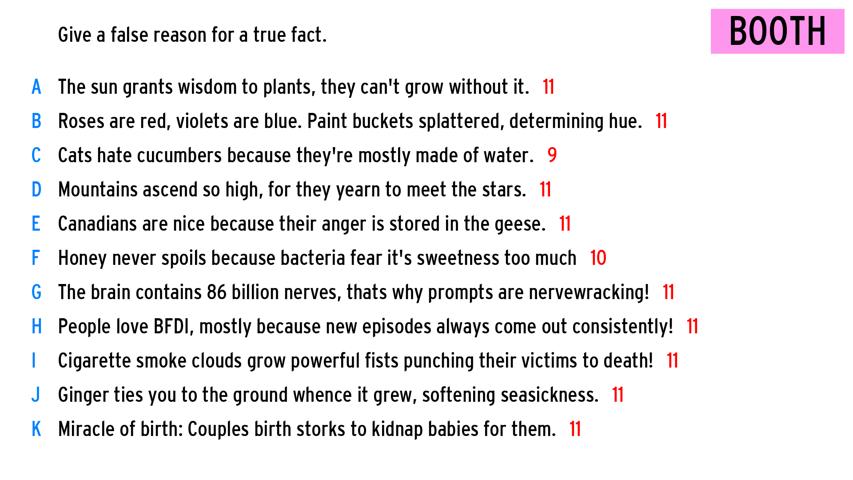 Give a false reason for a true fact.
BOOTH
A The sun grants wisdom to plants, they can't grow without it. 11
B Roses are red, violets are blue. Paint buckets splattered, determining hue. 11
C Cats hate cucumbers because they're mostly made of water. 9
D Mountains ascend so high, for they yearn to meet the stars. 11
E Canadians are nice because their anger is stored in the geese. 11
F Honey never spoils because bacteria fear it's sweetness too much 10
G The brain contains 86 billion nerves, thats why prompts are nervewracking! 11
H People love BFDI, mostly because new episodes always come out consistently! 11
I Cigarette smoke clouds grow powerful fists punching their victims to death! 11
J Ginger ties you to the ground whence it grew, softening seasickness. 11
K Miracle of birth: Couples birth storks to kidnap babies for them. 11